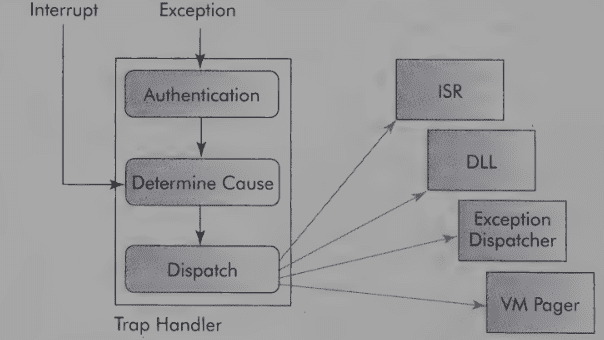 Interrupt
Exception
Authentication
Determine Cause
Dispatch
Trap Handler
ISR
DLL
Exception
Dispatcher
VM Pager